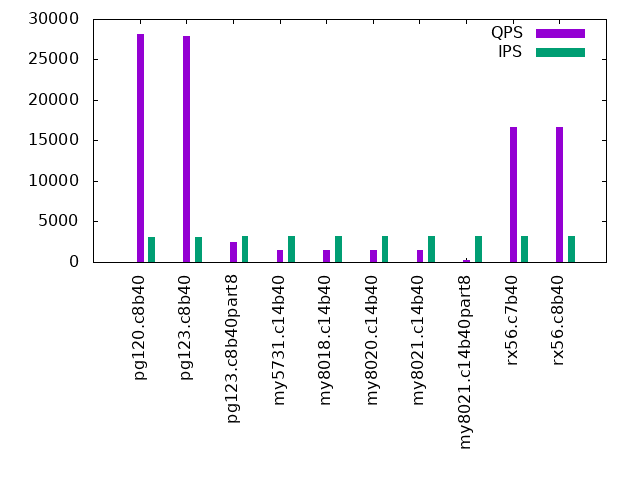 30000
25000
20000
15000
10000
5000
0
QPS
IPS
pg120.c8b40
pg123.c8b40
pg123.c8b40part8
my5731.c14b40
my8018.c14b40
my8020.c14b40
my8021.c14b40
my8021.c14b40part8
rx56.c7b40
rx56.c8b40